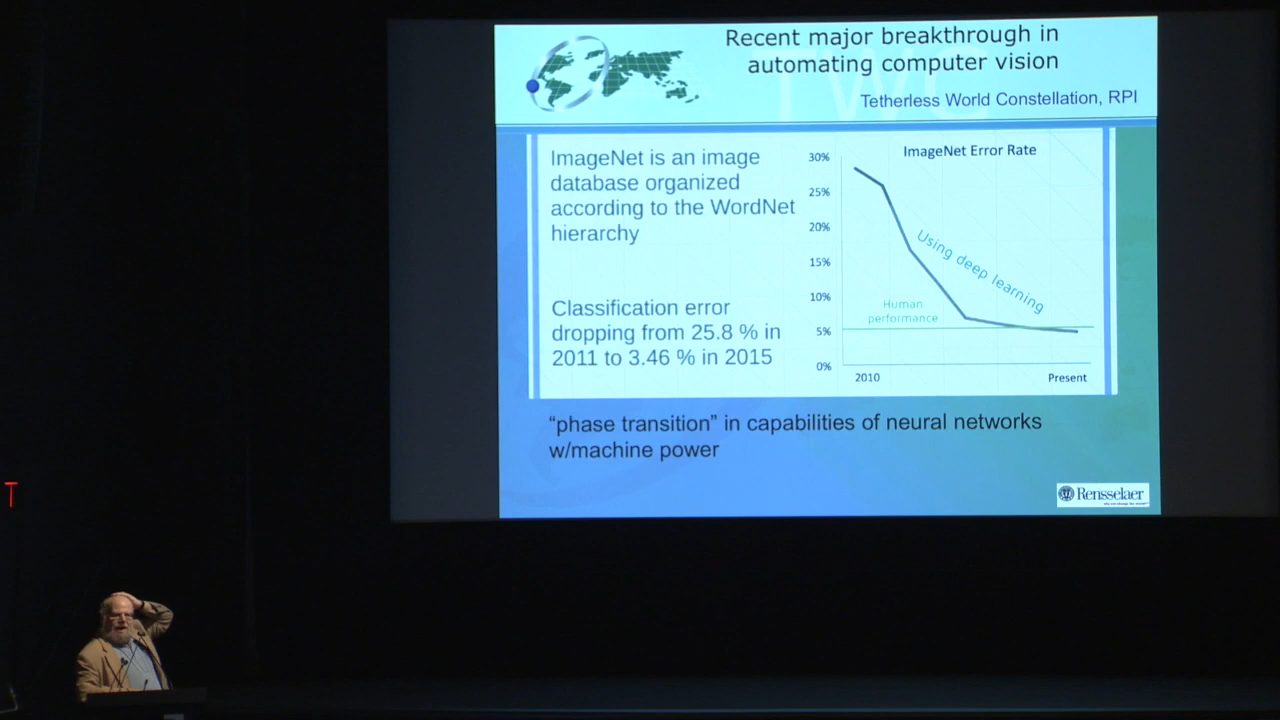 Recent major breakthrough in
automating computer vision
Tetherless World Constellation, RPI
ImageNet is an image
database organized
according to the WordNet
hierarchy
Classification error
dropping from 25.8 % in
2011 to 3.46 % in 2015
ImageNet Error Rate
30%
25%
20%
15%
10%
5%
0%
Using deep learning
Human
performance
2010
Present
“phase transition” in capabilities of neural networks
w/machine power
Rensselaer